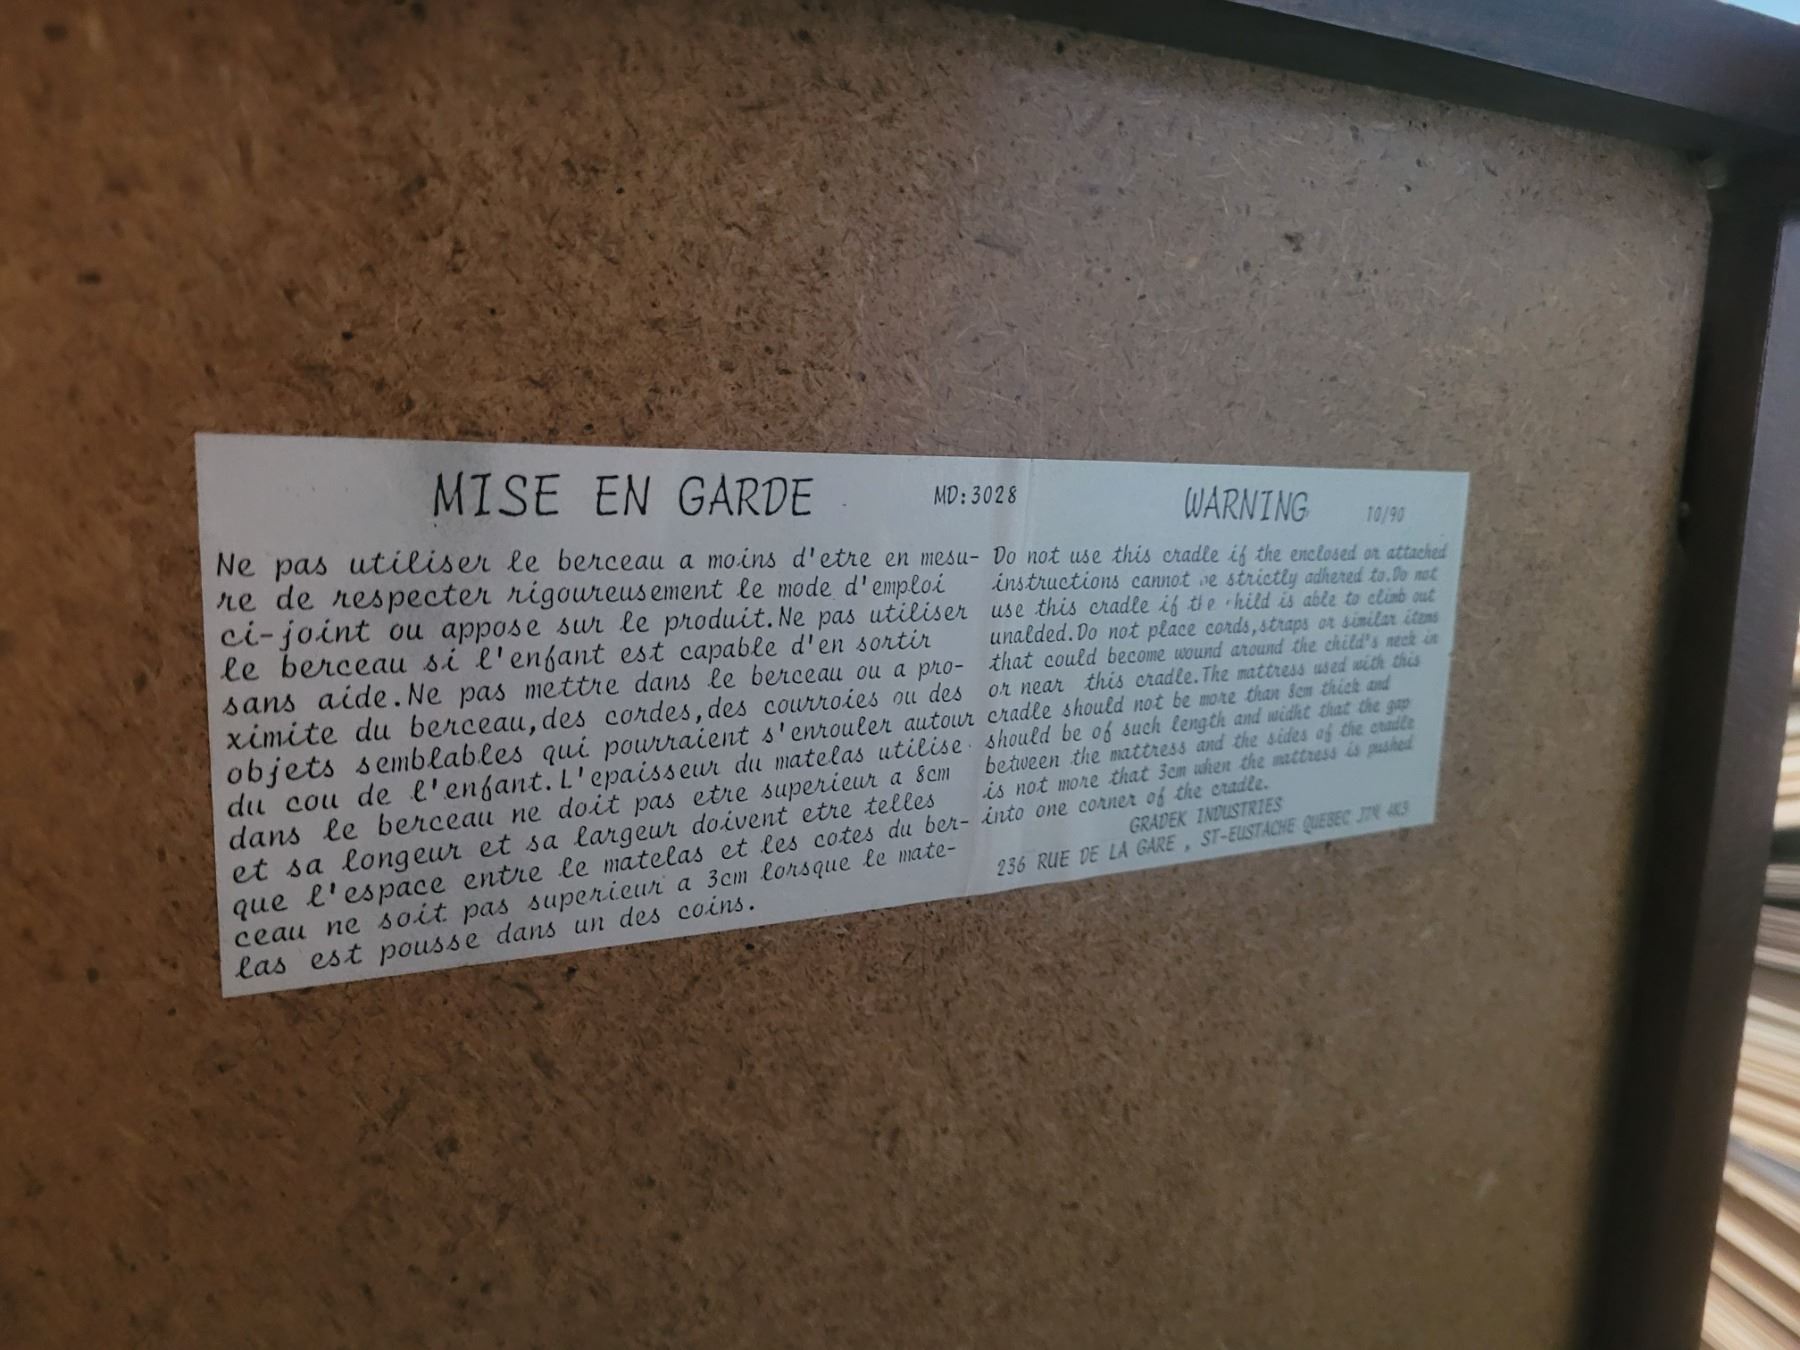 MISE EN GARDE MD:3028
Ne pas utiliser le berceau a moins d'etre en mesu-
re de respecter rigoureusement le mode d'emploi
ci-joint ou appose sur le produit.Ne pas utiliser
le berceau si l'enfant est capable d'en sortir
sans aide.Ne pas mettre dans le berceau ou a pro-
ximite du berceau,des cordes,des courroies ou des
objets semblables qui pourraient s'enrouler autour
du cou de l'enfant.L'epaisseur du matelas utilise
dans le berceau ne doit pas etre superieur a 8cm
et sa longeur et sa largeur doivent etre telles
que l'espace entre le matelas et les cotes du ber-
ceau ne soit pas superieur a 3cm lorsque le mate-
las est pousse dans un des coins.
WARNING 10/90
Do not use this cradle if the enclosed or attached
instructions cannot be strictly adhered to.Do not
use this cradle if the child is able to climb out
unalded.Do not place cords,straps or similar items
that could become wound around the child's neck in
or near this cradle.The mattress used with this
cradle should not be more than 8cm thick and
should be of such length and widht that the gap
between the mattress and the sides of the cradle
is not more that 3cm when the mattress is pushed
into one corner of the cradle.
GRADEK INDUSTRIES
236 RUE DE LA GARE , ST-EUSTACHE QUEBEC